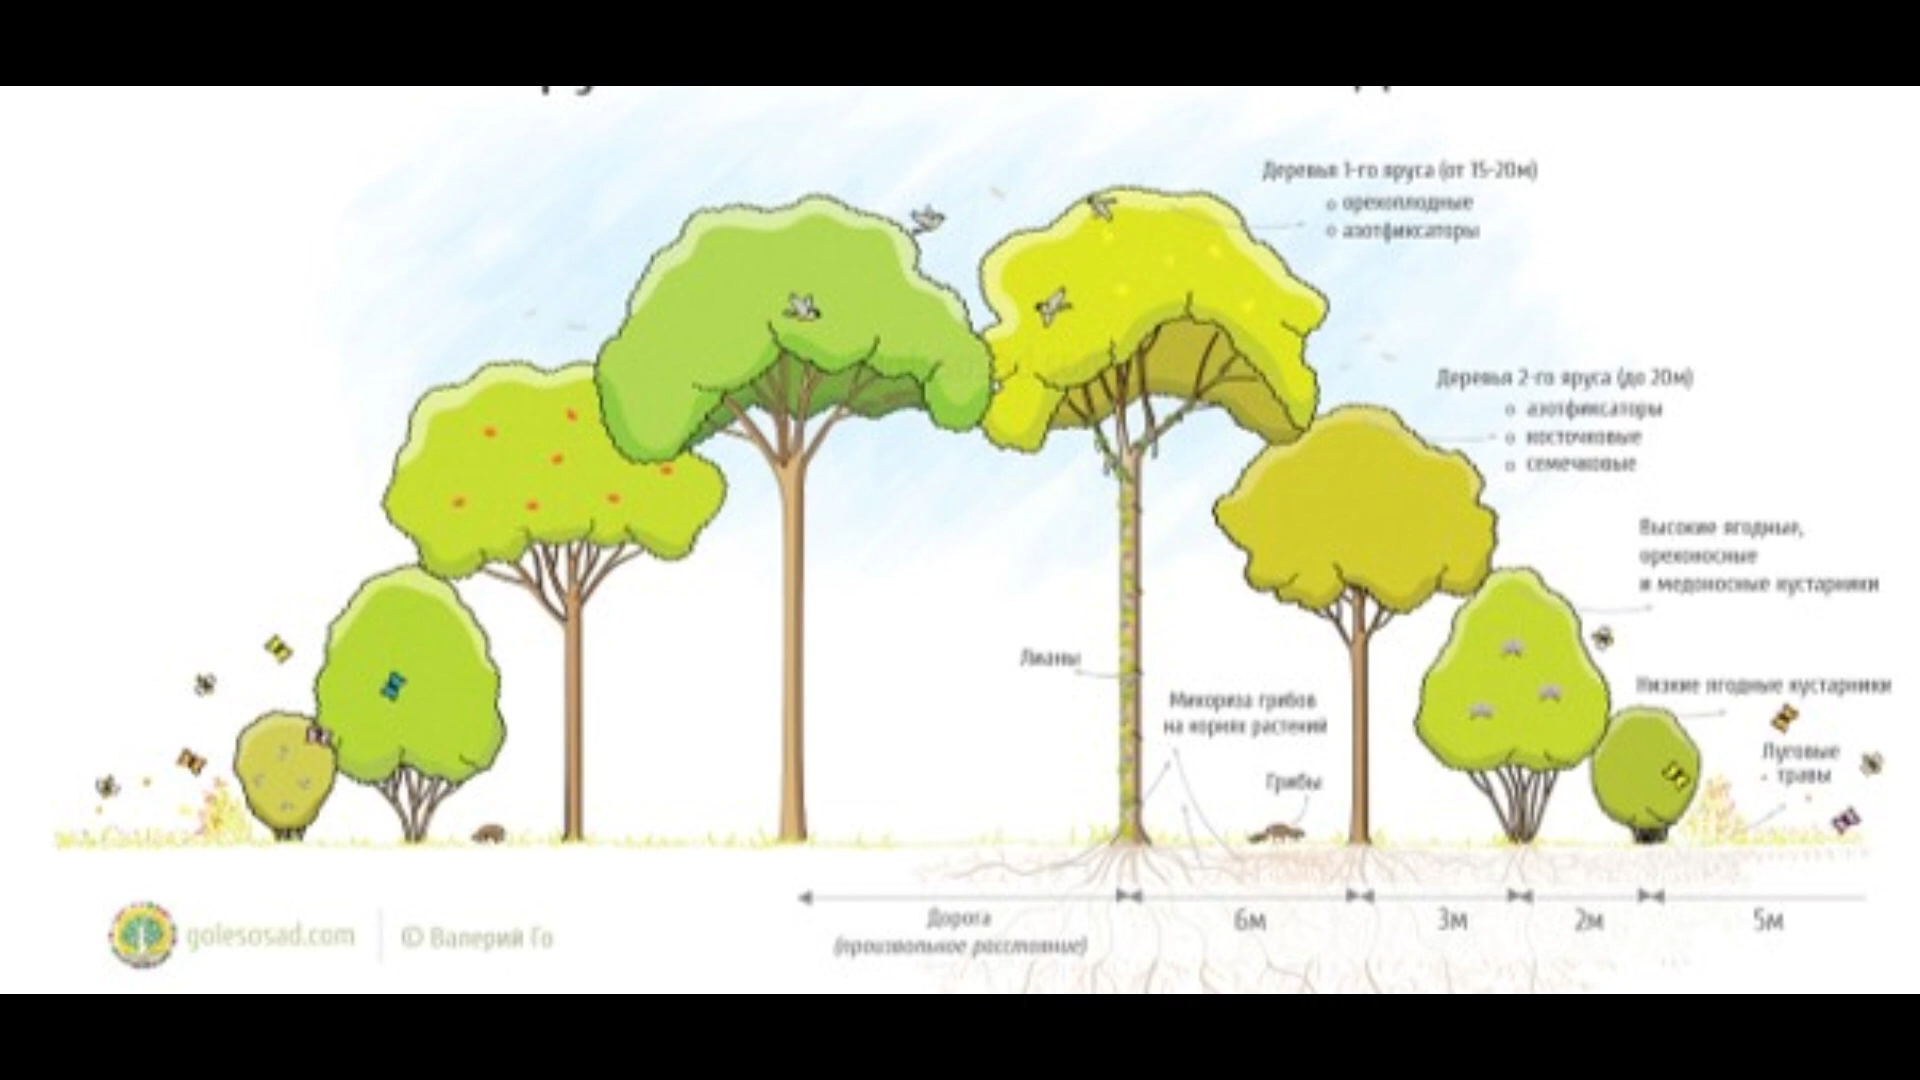 Деревья 1-го яруса (от 15-20м)
орехоплодные
азотфиксаторы
Деревья 2-го яруса (до 20м)
азотфиксаторы
косточковые
семечковые
Высокие ягодные,
орехоносные
и медоносные кустарники
Низкие ягодные кустарники
Луговые
травы
Лианы
Микориза грибов
на корнях растений
Грибы
Дорога
(произвольное расстояние)
6м
3м
2м
5м
golesosad.com
© Валерий Го